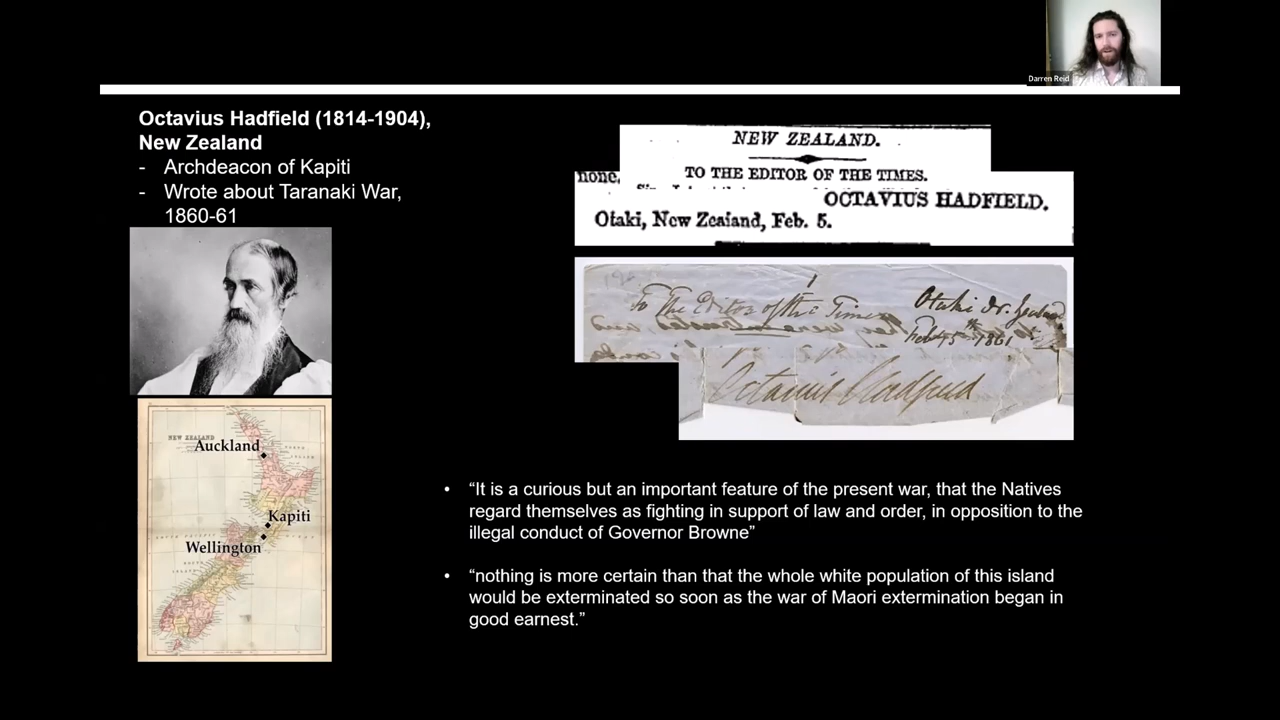 Darren Reid
Octavius Hadfield (1814-1904),
New Zealand
- Archdeacon of Kapiti
- Wrote about Taranaki War,
1860-61
NEW ZEALAND.
TO THE EDITOR OF THE TIMES.
none,
OCTAVIUS HADFIELD.
Otaki, New Zealand, Feb. 5.
To The Editor of the Times
Otaki
Feb 5th 1861
Octavius Hadfield
NEW ZEALAND
Auckland
Kapiti
Wellington
• “It is a curious but an important feature of the present war, that the Natives
regard themselves as fighting in support of law and order, in opposition to the
illegal conduct of Governor Browne”
• “nothing is more certain than that the whole white population of this island
would be exterminated so soon as the war of Maori extermination began in
good earnest.”